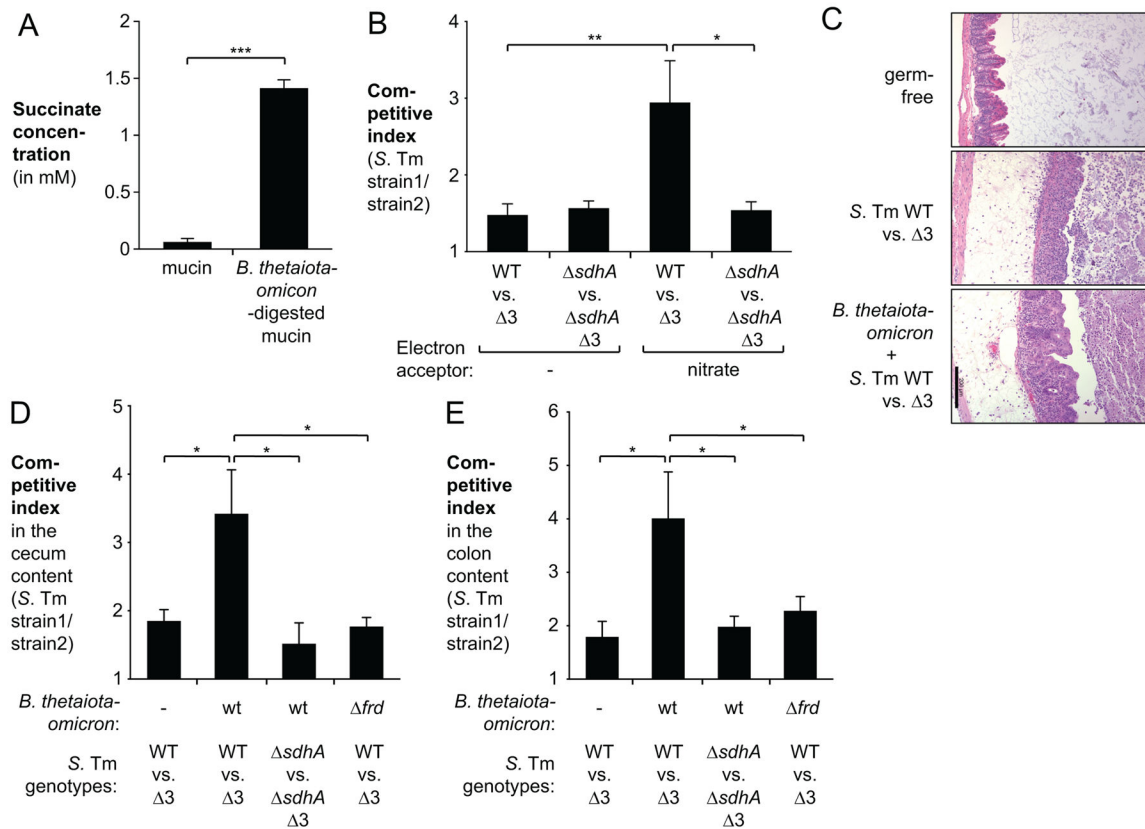 A
Succinate
concen-
tration
(in mM)
2
1.5
1
0.5
0
***
mucin
B. thetaiota-
omicon
-digested
mucin
B
Com-
petitive
index
(S. Tm
strain1/
strain2)
4
3
2
1
**
*
WT
vs.
Δ3
ΔsdhA
vs.
ΔsdhA
Δ3
WT
vs.
Δ3
ΔsdhA
vs.
ΔsdhA
Δ3
Electron
acceptor:
-
nitrate
C
germ-
free
S. Tm WT
vs. Δ3
B. thetaiota-
omicron
+
S. Tm WT
vs. Δ3
D
Com-
petitive
index
in the
cecum
content
(S. Tm
strain1/
strain2)
5
4
3
2
1
*
*
*
B. thetaiota-
omicron:
-
wt
wt
Δfrd
S. Tm
genotypes:
WT
vs.
Δ3
WT
vs.
Δ3
ΔsdhA
vs.
ΔsdhA
Δ3
WT
vs.
Δ3
E
Com-
petitive
index
in the
colon
content
(S. Tm
strain1/
strain2)
6
5
4
3
2
1
*
*
*
B. thetaiota-
omicron:
-
wt
wt
Δfrd
S. Tm
genotypes:
WT
vs.
Δ3
WT
vs.
Δ3
ΔsdhA
vs.
ΔsdhA
Δ3
WT
vs.
Δ3